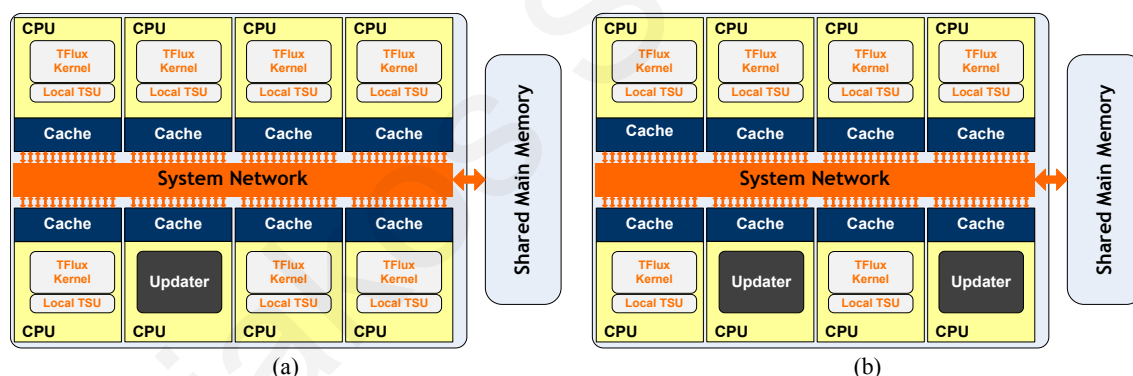 CPU CPU CPU CPU
TFlux Kernel TFlux Kernel TFlux Kernel TFlux Kernel
Local TSU Local TSU Local TSU Local TSU
Cache Cache Cache Cache
System Network
Cache Cache Cache Cache
TFlux Kernel Updater TFlux Kernel TFlux Kernel
Local TSU Local TSU Local TSU
CPU CPU CPU CPU
Shared Main Memory
(a)
CPU CPU CPU CPU
TFlux Kernel TFlux Kernel TFlux Kernel TFlux Kernel
Local TSU Local TSU Local TSU Local TSU
Cache Cache Cache Cache
System Network
Cache Cache Cache Cache
TFlux Kernel Updater TFlux Kernel Updater
Local TSU Local TSU
CPU CPU CPU CPU
Shared Main Memory
(b)